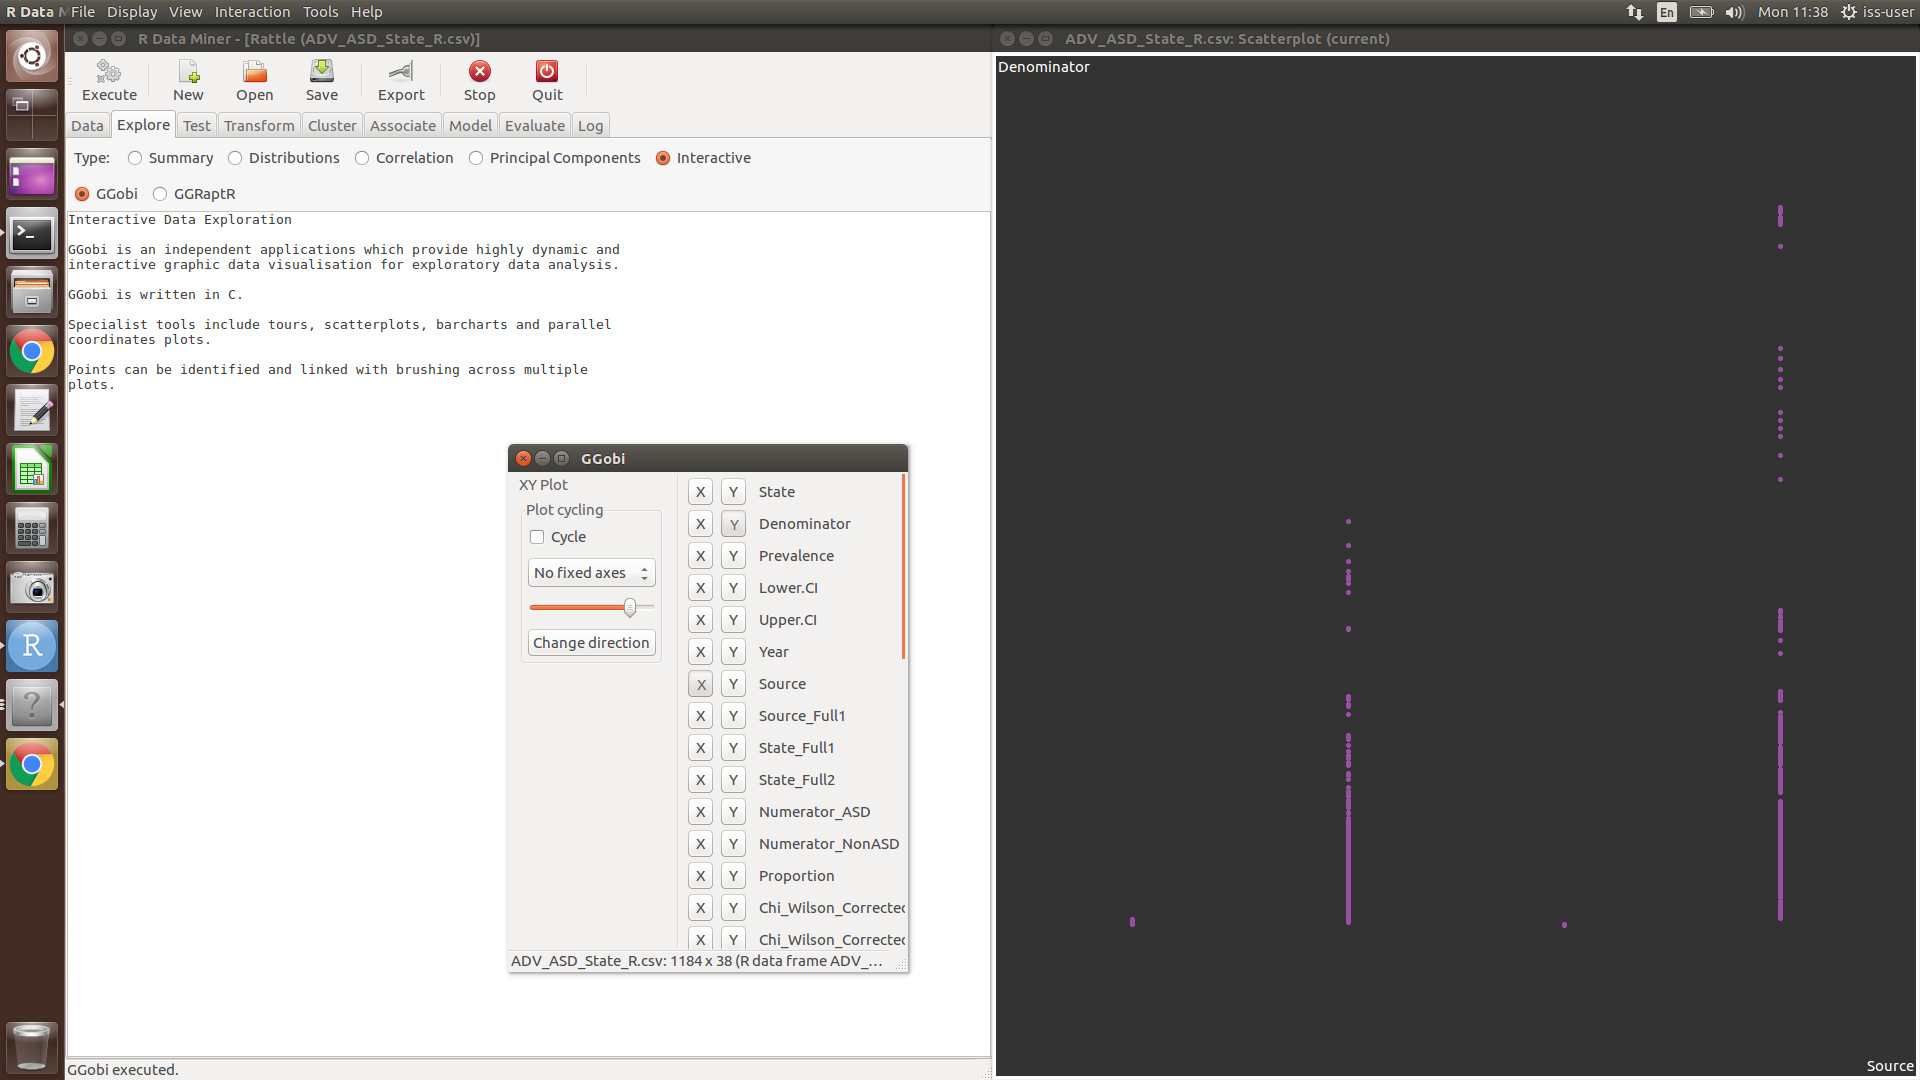 R Data M File Display View Interaction Tools Help
En Mon 11:38 iss-user
R Data Miner - [Rattle (ADV_ASD_State_R.csv)]
Execute New Open Save Export Stop Quit
Data Explore Test Transform Cluster Associate Model Evaluate Log
Type: Summary Distributions Correlation Principal Components Interactive
GGobi GGRaptR
Interactive Data Exploration
GGobi is an independent applications which provide highly dynamic and
interactive graphic data visualisation for exploratory data analysis.
GGobi is written in C.
Specialist tools include tours, scatterplots, barcharts and parallel
coordinates plots.
Points can be identified and linked with brushing across multiple
plots.
GGobi executed.
GGobi
XY Plot
Plot cycling
Cycle
No fixed axes
Change direction
X Y State
X Y Denominator
X Y Prevalence
X Y Lower.CI
X Y Upper.CI
X Y Year
X Y Source
X Y Source_Full1
X Y State_Full1
X Y State_Full2
X Y Numerator_ASD
X Y Numerator_NonASD
X Y Proportion
X Y Chi_Wilson_Corrected
X Y Chi_Wilson_Corrected
ADV_ASD_State_R.csv: 1184 x 38 (R data frame ADV_...
ADV_ASD_State_R.csv: Scatterplot (current)
Denominator
Source